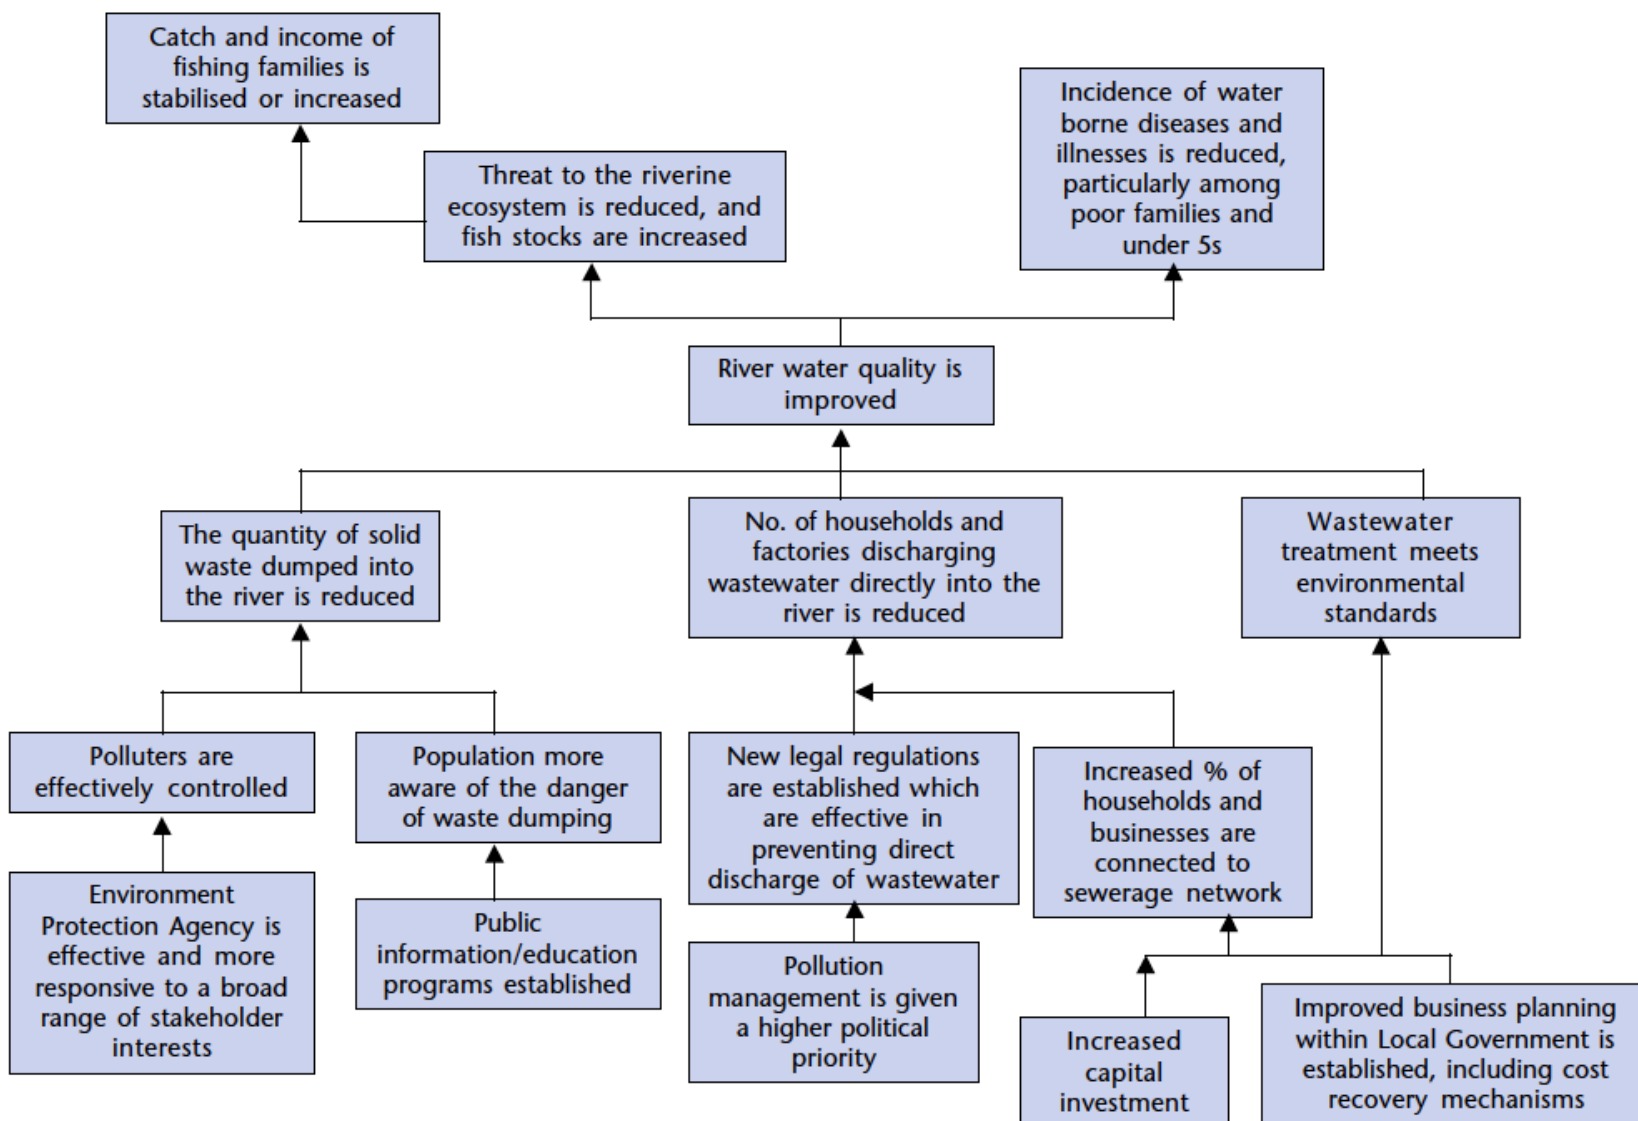 Catch and income of
fishing families is
stabilised or increased
Incidence of water
borne diseases and
illnesses is reduced,
particularly among
poor families and
under 5s
Threat to the riverine
ecosystem is reduced, and
fish stocks are increased
River water quality is
improved
The quantity of solid
waste dumped into
the river is reduced
No. of households and
factories discharging
wastewater directly into the
river is reduced
Wastewater
treatment meets
environmental
standards
Polluters are
effectively controlled
Population more
aware of the danger
of waste dumping
New legal regulations
are established which
are effective in
preventing direct
discharge of wastewater
Increased % of
households and
businesses are
connected to
sewerage network
Environment
Protection Agency is
effective and more
responsive to a broad
range of stakeholder
interests
Public
information/education
programs established
Pollution
management is given
a higher political
priority
Increased
capital
investment
Improved business planning
within Local Government is
established, including cost
recovery mechanisms